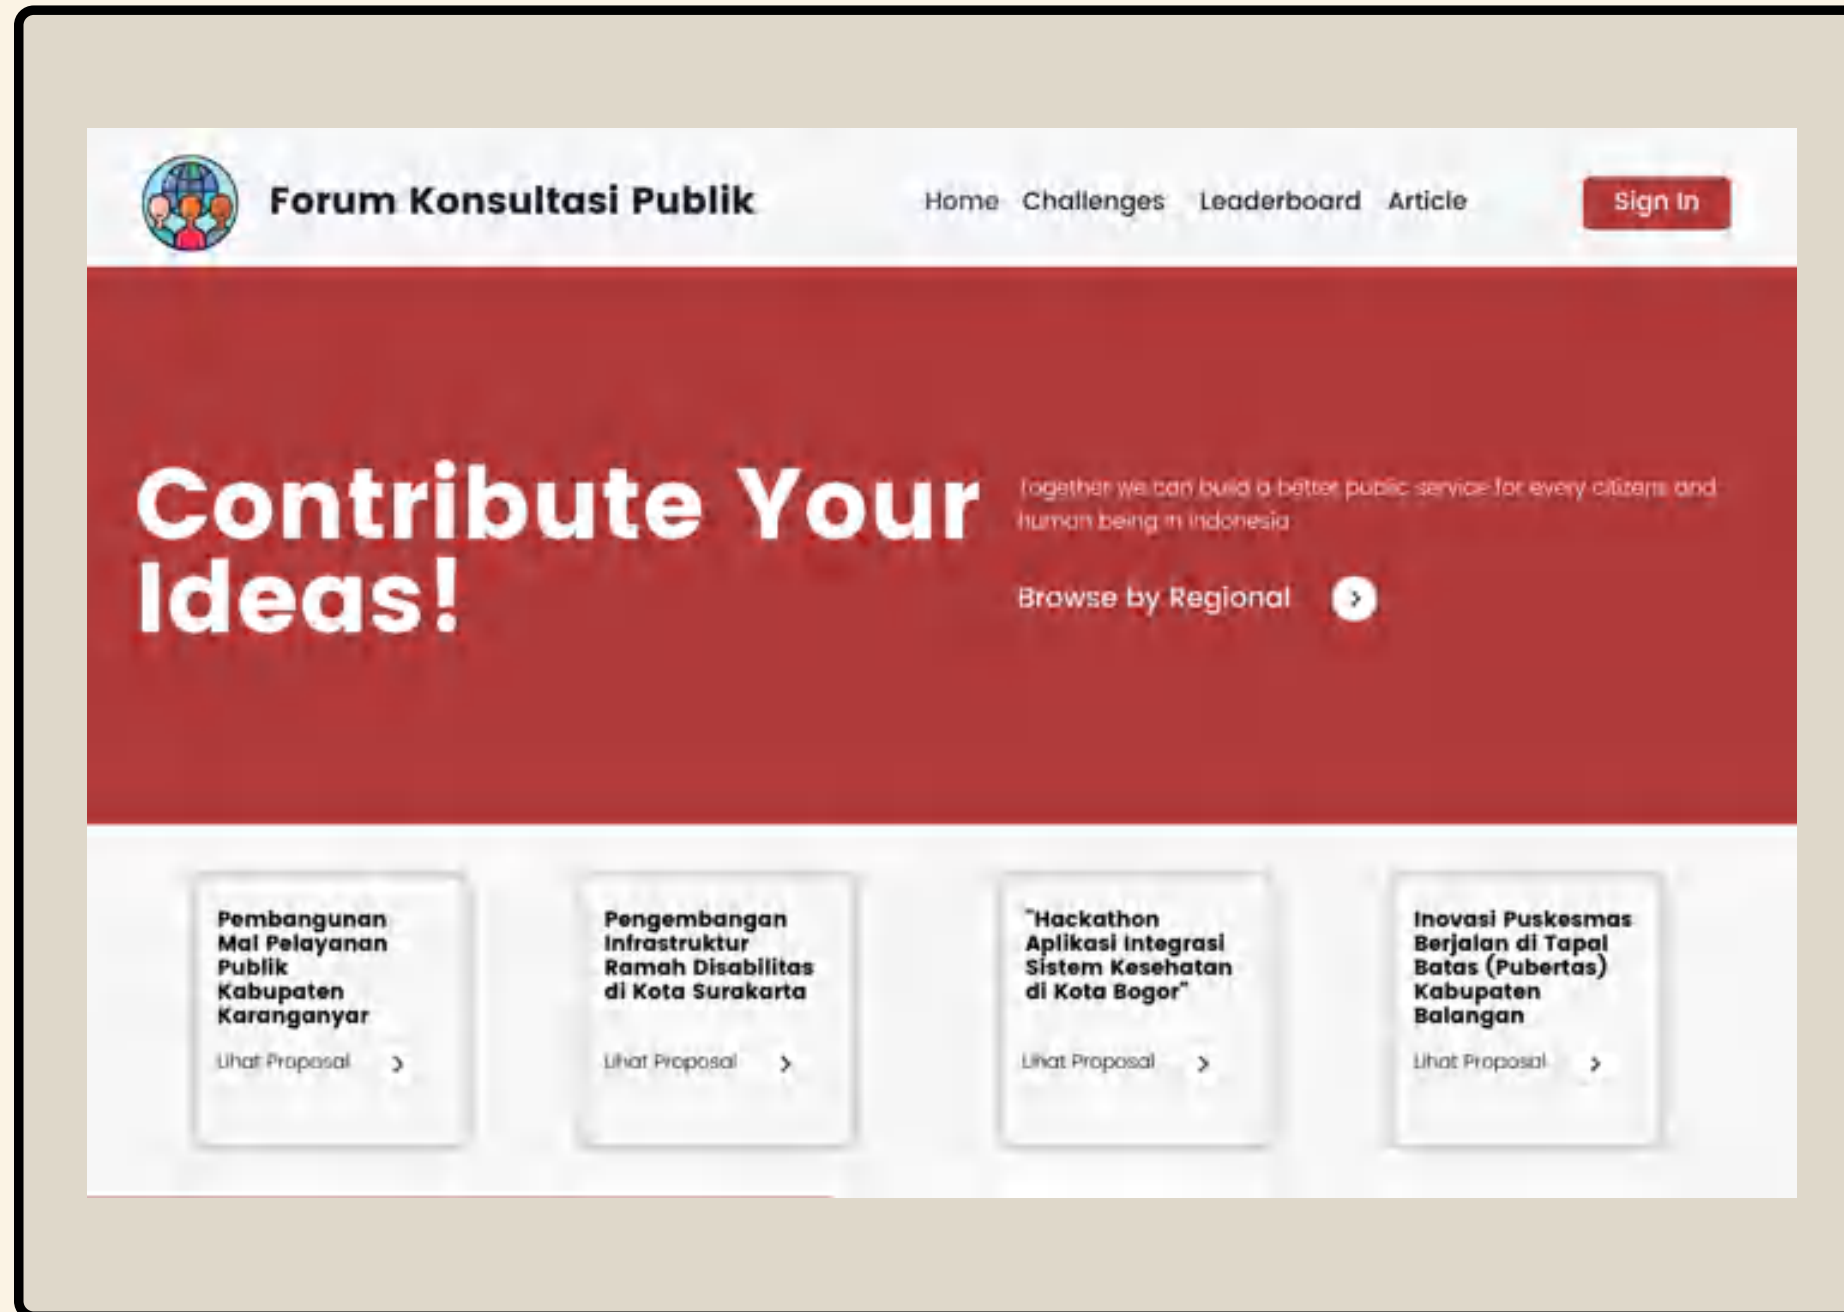 Forum Konsultasi Publik
Home Challenges Leaderboard Article
Sign In
Contribute Your
Ideas!
Together we can build a better public service for every citizens and
human being in Indonesia
Browse by Regional
Pembangunan
Mal Pelayanan
Publik
Kabupaten
Karanganyar
Lihat Proposal
Pengembangan
Infrastruktur
Ramah Disabilitas
di Kota Surakarta
Lihat Proposal
"Hackathon
Aplikasi Integrasi
Sistem Kesehatan
di Kota Bogor"
Lihat Proposal
Inovasi Puskesmas
Berjalan di Tapal
Batas (Pubertas)
Kabupaten
Balangan
Lihat Proposal